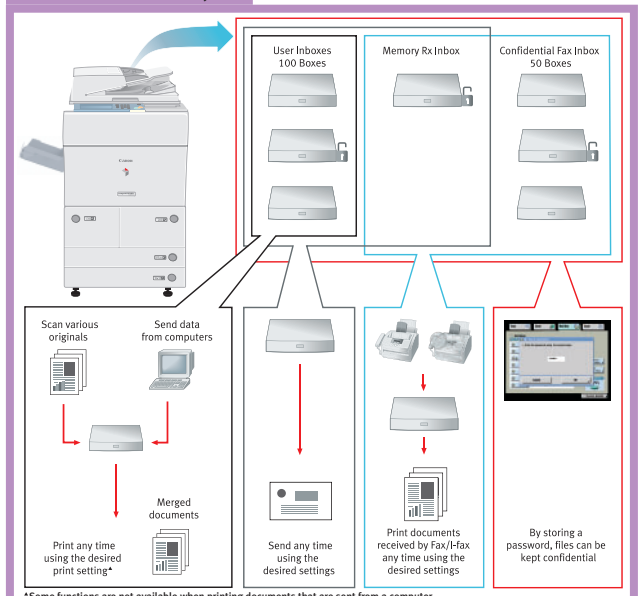 User Inboxes
100 Boxes
Memory Rx Inbox
Confidential Fax Inbox
50 Boxes
Canon
Scan various
originals
Send data
from computers
Merged
documents
Print any time
using the desired
print setting▲
Send any time
using the
desired settings
Print documents
received by Fax/I-fax
any time using the
desired settings
By storing a
password, files can be
kept confidential
▲Some functions are not available when printing documents that are sent from a computer.